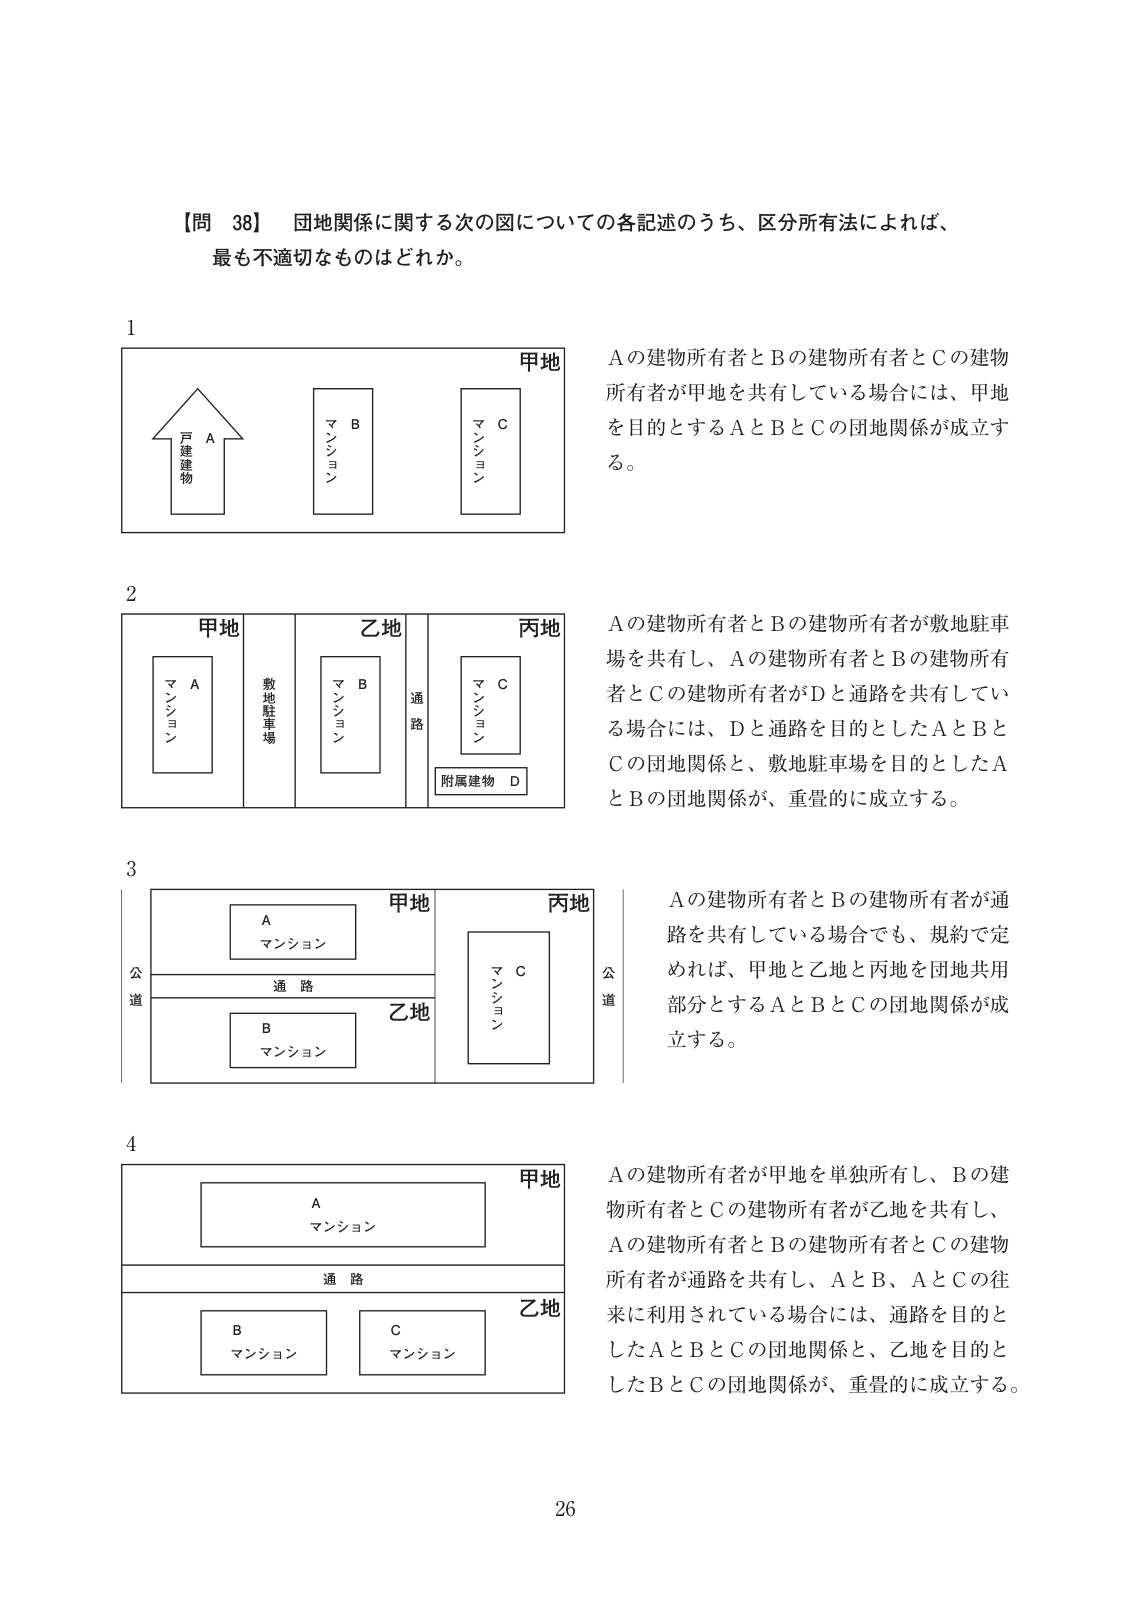 【問　38】　団地関係に関する次の図についての各記述のうち、区分所有法によれば、
最も不適切なものはどれか。
1
甲地
A
戸建建物
B
マンション
C
マンション
Aの建物所有者とBの建物所有者とCの建物
所有者が甲地を共有している場合には、甲地
を目的とするAとBとCの団地関係が成立す
る。
2
甲地
乙地
丙地
A
マンション
敷地駐車場
B
マンション
通路
C
マンション
附属建物　D
Aの建物所有者とBの建物所有者が敷地駐車
場を共有し、Aの建物所有者とBの建物所有
者とCの建物所有者がDと通路を共有してい
る場合には、Dと通路を目的としたAとBと
Cの団地関係と、敷地駐車場を目的としたA
とBの団地関係が、重畳的に成立する。
3
公道
甲地
A
マンション
通　路
乙地
B
マンション
丙地
C
マンション
公道
Aの建物所有者とBの建物所有者が通
路を共有している場合でも、規約で定
めれば、甲地と乙地と丙地を団地共用
部分とするAとBとCの団地関係が成
立する。
4
甲地
A
マンション
通　路
乙地
B
マンション
C
マンション
Aの建物所有者が甲地を単独所有し、Bの建
物所有者とCの建物所有者が乙地を共有し、
Aの建物所有者とBの建物所有者とCの建物
所有者が通路を共有し、AとB、AとCの往
来に利用されている場合には、通路を目的と
したAとBとCの団地関係と、乙地を目的と
したBとCの団地関係が、重畳的に成立する。
26